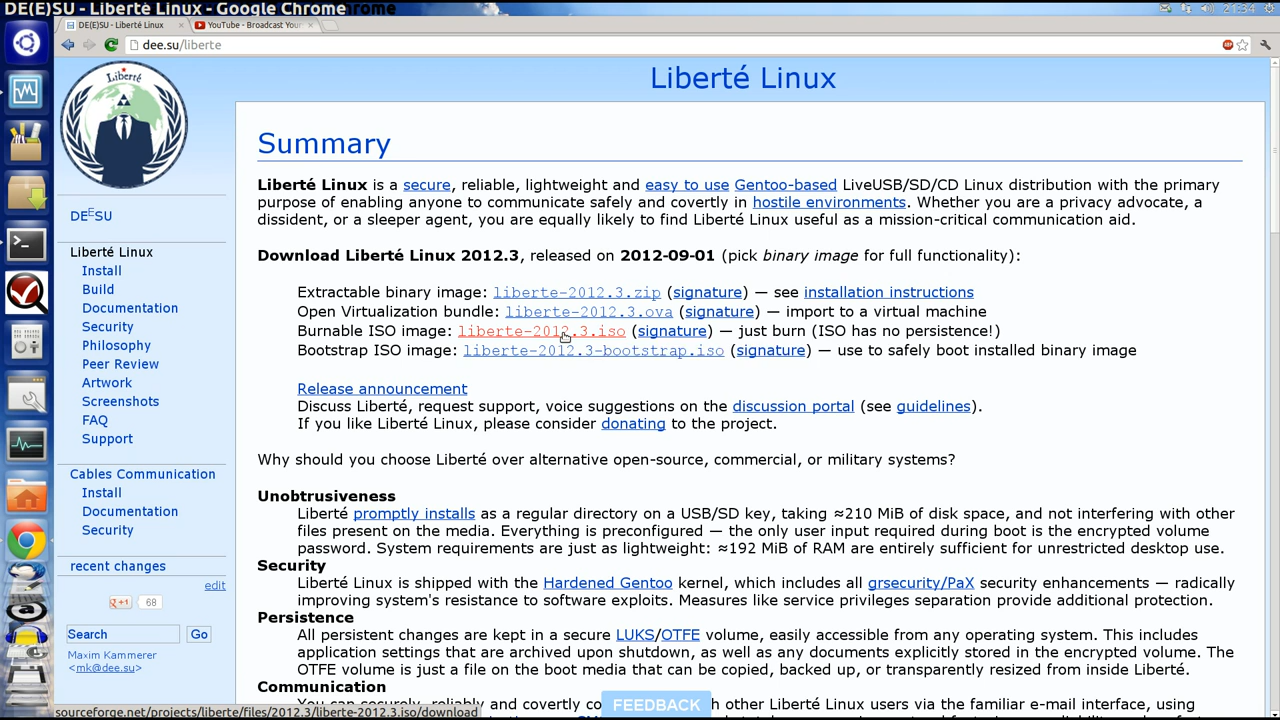 DE(E)SU - Liberté Linux - Google Chrome
21:34
DE(E)SU - Liberté Linux
YouTube - Broadcast You
dee.su/liberte
Liberté
Liberté Linux
DEESU
Liberté Linux
Install
Build
Documentation
Security
Philosophy
Peer Review
Artwork
Screenshots
FAQ
Support
Cables Communication
Install
Documentation
Security
recent changes
edit
+1 68
Search Go
Maxim Kammerer
<mk@dee.su>
Summary
Liberté Linux is a secure, reliable, lightweight and easy to use Gentoo-based LiveUSB/SD/CD Linux distribution with the primary
purpose of enabling anyone to communicate safely and covertly in hostile environments. Whether you are a privacy advocate, a
dissident, or a sleeper agent, you are equally likely to find Liberté Linux useful as a mission-critical communication aid.
Download Liberté Linux 2012.3, released on 2012-09-01 (pick binary image for full functionality):
Extractable binary image: liberte-2012.3.zip (signature) — see installation instructions
Open Virtualization bundle: liberte-2012.3.ova (signature) — import to a virtual machine
Burnable ISO image: liberte-2012.3.iso (signature) — just burn (ISO has no persistence!)
Bootstrap ISO image: liberte-2012.3-bootstrap.iso (signature) — use to safely boot installed binary image
Release announcement
Discuss Liberté, request support, voice suggestions on the discussion portal (see guidelines).
If you like Liberté Linux, please consider donating to the project.
Why should you choose Liberté over alternative open-source, commercial, or military systems?
Unobtrusiveness
Liberté promptly installs as a regular directory on a USB/SD key, taking ≈210 MiB of disk space, and not interfering with other
files present on the media. Everything is preconfigured — the only user input required during boot is the encrypted volume
password. System requirements are just as lightweight: ≈192 MiB of RAM are entirely sufficient for unrestricted desktop use.
Security
Liberté Linux is shipped with the Hardened Gentoo kernel, which includes all grsecurity/PaX security enhancements — radically
improving system's resistance to software exploits. Measures like service privileges separation provide additional protection.
Persistence
All persistent changes are kept in a secure LUKS/OTFE volume, easily accessible from any operating system. This includes
application settings that are archived upon shutdown, as well as any documents explicitly stored in the encrypted volume. The
OTFE volume is just a file on the boot media that can be copied, backed up, or transparently resized from inside Liberté.
Communication
other Liberté Linux users via the familiar e-mail interface, using
FEEDBACK
sourceforge.net/projects/liberte/files/2012.3/liberte-2012.3.iso/download